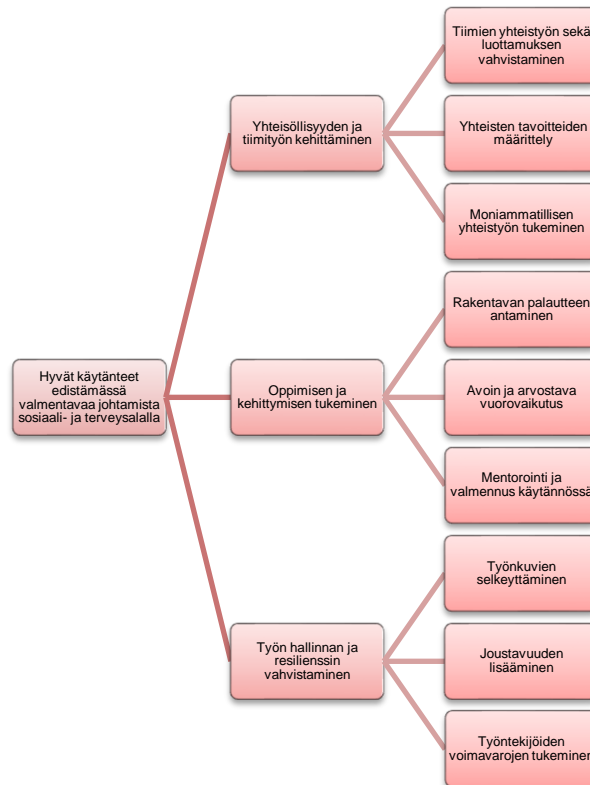 Tiimien yhteistyön sekä
luottamuksen
vahvistaminen
Yhteisöllisyyden ja
tiimityön kehittäminen
Yhteisten tavoitteiden
määrittely
Moniammatillisen
yhteistyön tukeminen
Rakentavan palautteen
antaminen
Hyvät käytänteet
edistämässä
valmentavaa johtamista
sosiaali- ja terveysalalla
Oppimisen ja
kehittymisen tukeminen
Avoin ja arvostava
vuorovaikutus
Mentorointi ja
valmennus käytännössä
Työnkuvien
selkeyttäminen
Työn hallinnan ja
resilienssin
vahvistaminen
Joustavuuden
lisääminen
Työntekijöiden
voimavarojen tukeminen